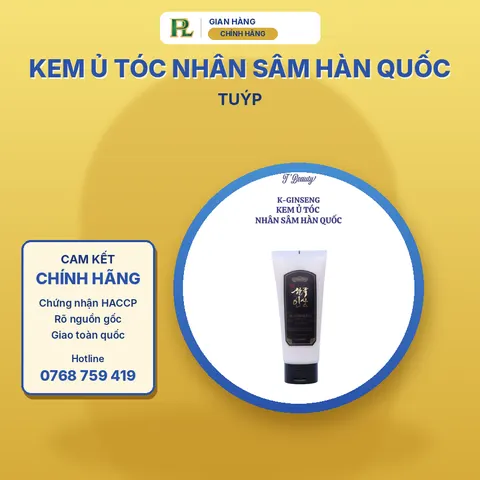 PL
GIAN HÀNG
CHÍNH HÃNG
KEM Ủ TÓC NHÂN SÂM HÀN QUỐC
TUÝP
T' Beauty
K-GINSENG
KEM Ủ TÓC
NHÂN SÂM HÀN QUỐC
CAM KẾT
CHÍNH HÃNG
Chứng nhận HACCP
Rõ nguồn gốc
Giao toàn quốc
Hotline
0768 759 419